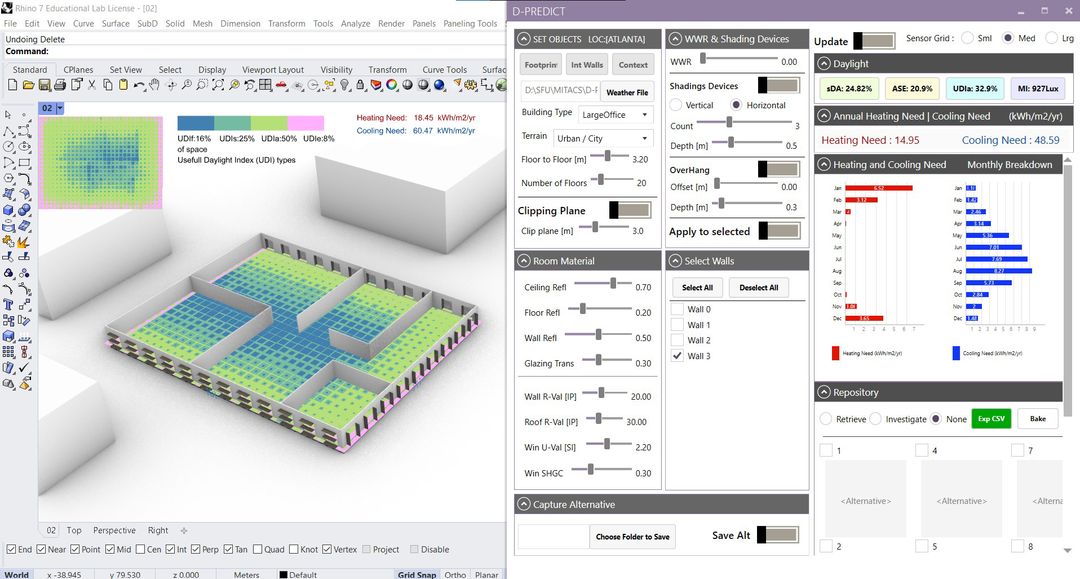 Rhino 7 Educational Lab License - [02]
File Edit View Curve Surface SubD Solid Mesh Dimension Transform Tools Analyze Render Panels Paneling Tools
Undoing Delete
Command:
Standard CPlanes Set View Select Display Viewport Layout Visibility Transform Curve Tools Surfac
02
UDIf:16% UDIs:25% UDIa:50% UDIe:8%
of space
Usefull Daylight Index (UDI) types
Heating Need: 18.45 kWh/m2/yr
Cooling Need: 60.47 kWh/m2/yr
02 Top Perspective Right
End Near Point Mid Cen Int Perp Tan Quad Knot Vertex Project Disable
World x -38.945 y 79.530 z 0.000 Meters Default Grid Snap Ortho Planar
D-PREDICT
SET OBJECTS LOC:[ATLANTA]
Footprin Int Walls Context
D:\SFU\MITACS\D-F Weather File
Building Type LargeOffice
Terrain Urban / City
Floor to Floor [m] 3.20
Number of Floors 20
Clipping Plane
Clip plane [m] 3.0
Room Material
Ceiling Refl 0.70
Floor Refl 0.20
Wall Refl 0.50
Glazing Trans 0.30
Wall R-Val [IP] 20.00
Roof R-Val [IP] 30.00
Win U-Val [SI] 2.20
Win SHGC 0.30
Capture Alternative
Choose Folder to Save Save Alt
WWR & Shading Devices
WWR 0.00
Shadings Devices
Vertical Horizontal
Count 3
Depth [m] 0.5
OverHang
Offset [m] 0.00
Depth [m] 0.3
Apply to selected
Select Walls
Select All Deselect All
Wall 0
Wall 1
Wall 2
Wall 3
Update Sensor Grid : Sml Med Lrg
Daylight
sDA: 24.82% ASE: 20.9% UDIa: 32.9% MI: 927Lux
Annual Heating Need | Cooling Need (kWh/m2/yr)
Heating Need : 14.95 Cooling Need : 48.59
Heating and Cooling Need Monthly Breakdown
Jan 6.52
Feb 3.12
Mar
Apr
May
Jun
Jul
Aug
Sep
Oct
Nov 1.08
Dec 3.65
1 2 3 4 5 6 7
Heating Need (kWh/m2/yr)
Jan
Feb 1.42
Mar 2.46
Apr 3.14
May 5.36
Jun 7.01
Jul 7.69
Aug 8.27
Sep 5.73
Oct 2.84
Nov 2
Dec 1.48
1 2 3 4 5 6 7 8 9
Cooling Need (kWh/m2/yr)
Repository
Retrieve Investigate None Exp CSV Bake
1 4 7
<Alternative> <Alternative> <Alterna
2 5 8